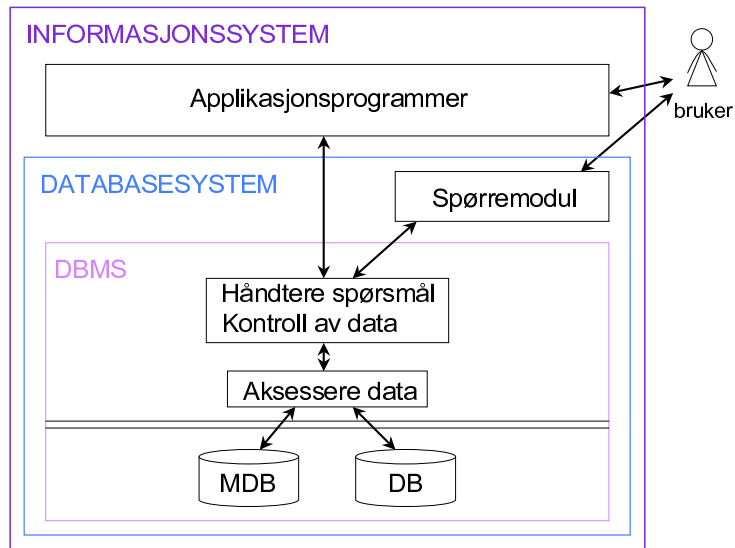 INFORMASJONSSYSTEM
Applikasjonsprogrammer
bruker
DATABASESYSTEM
Spørremodul
DBMS
Håndtere spørsmål
Kontroll av data
Aksessere data
MDB
DB